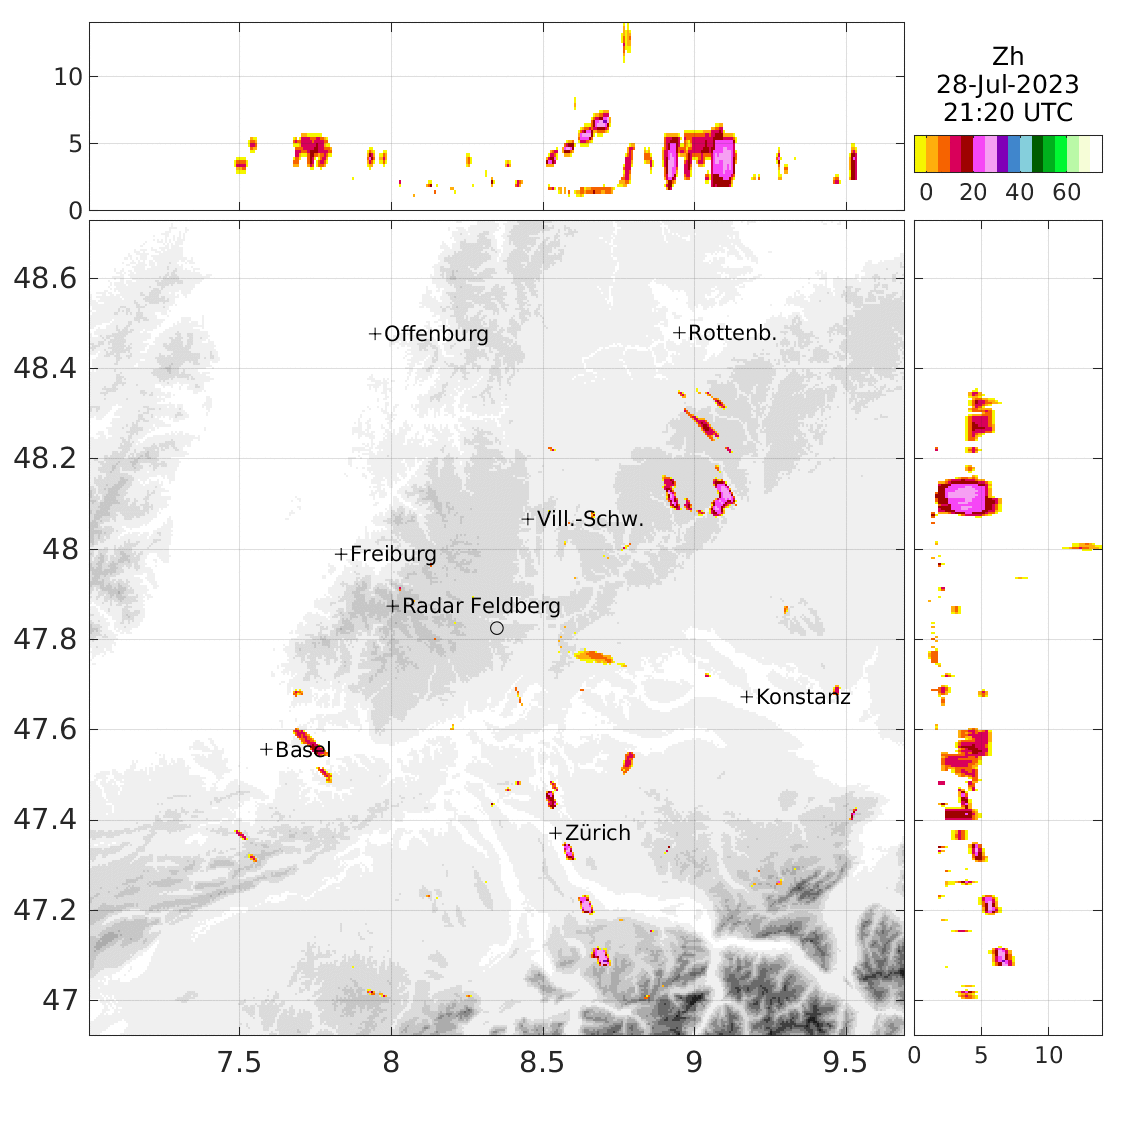 10
5
0
Zh
28-Jul-2023
21:20 UTC
0 20 40 60
48.6
48.4
48.2
48
47.8
47.6
47.4
47.2
47
+Offenburg
+Rottenb.
+Vill.-Schw.
+Freiburg
+Radar Feldberg
+Konstanz
+Basel
+Zürich
7.5 8 8.5 9 9.5
0 5 10